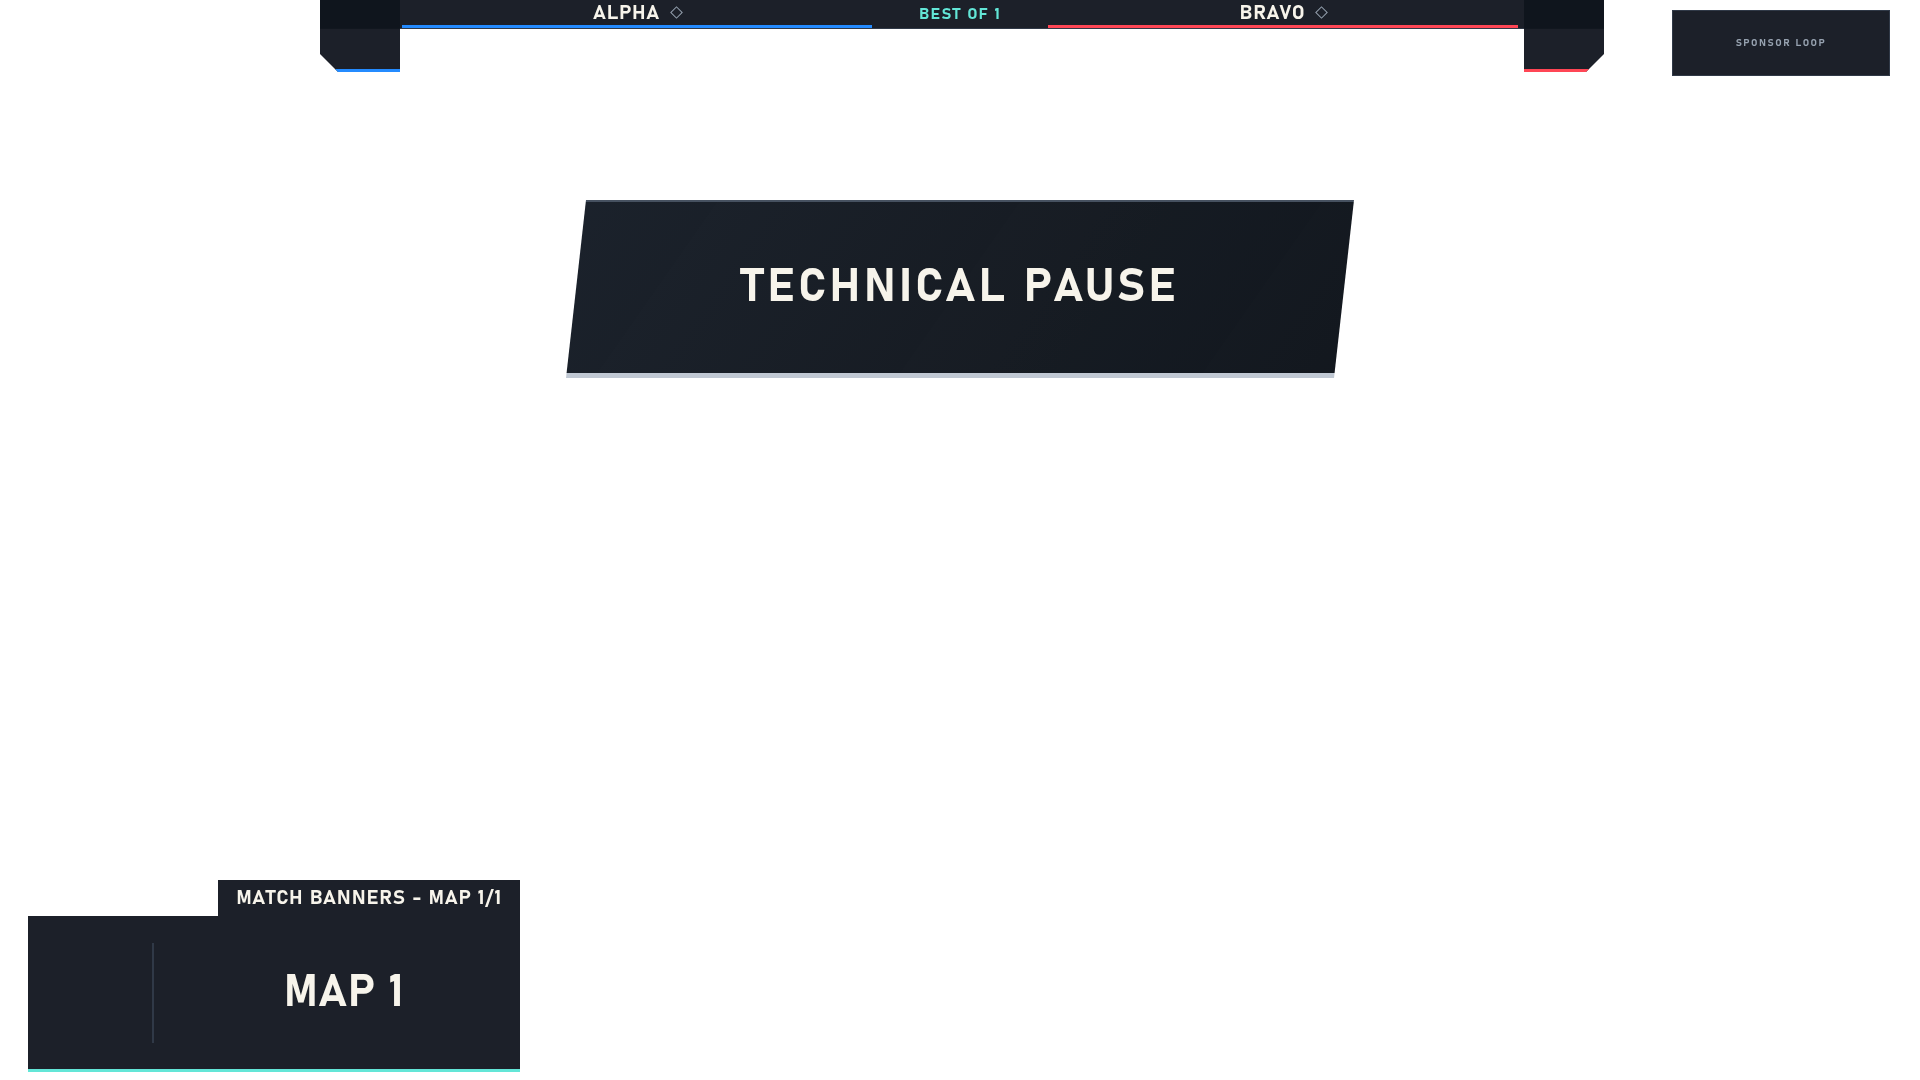 ALPHA
BEST OF 1
BRAVO
SPONSOR LOOP
TECHNICAL PAUSE
MATCH BANNERS - MAP 1/1
MAP 1